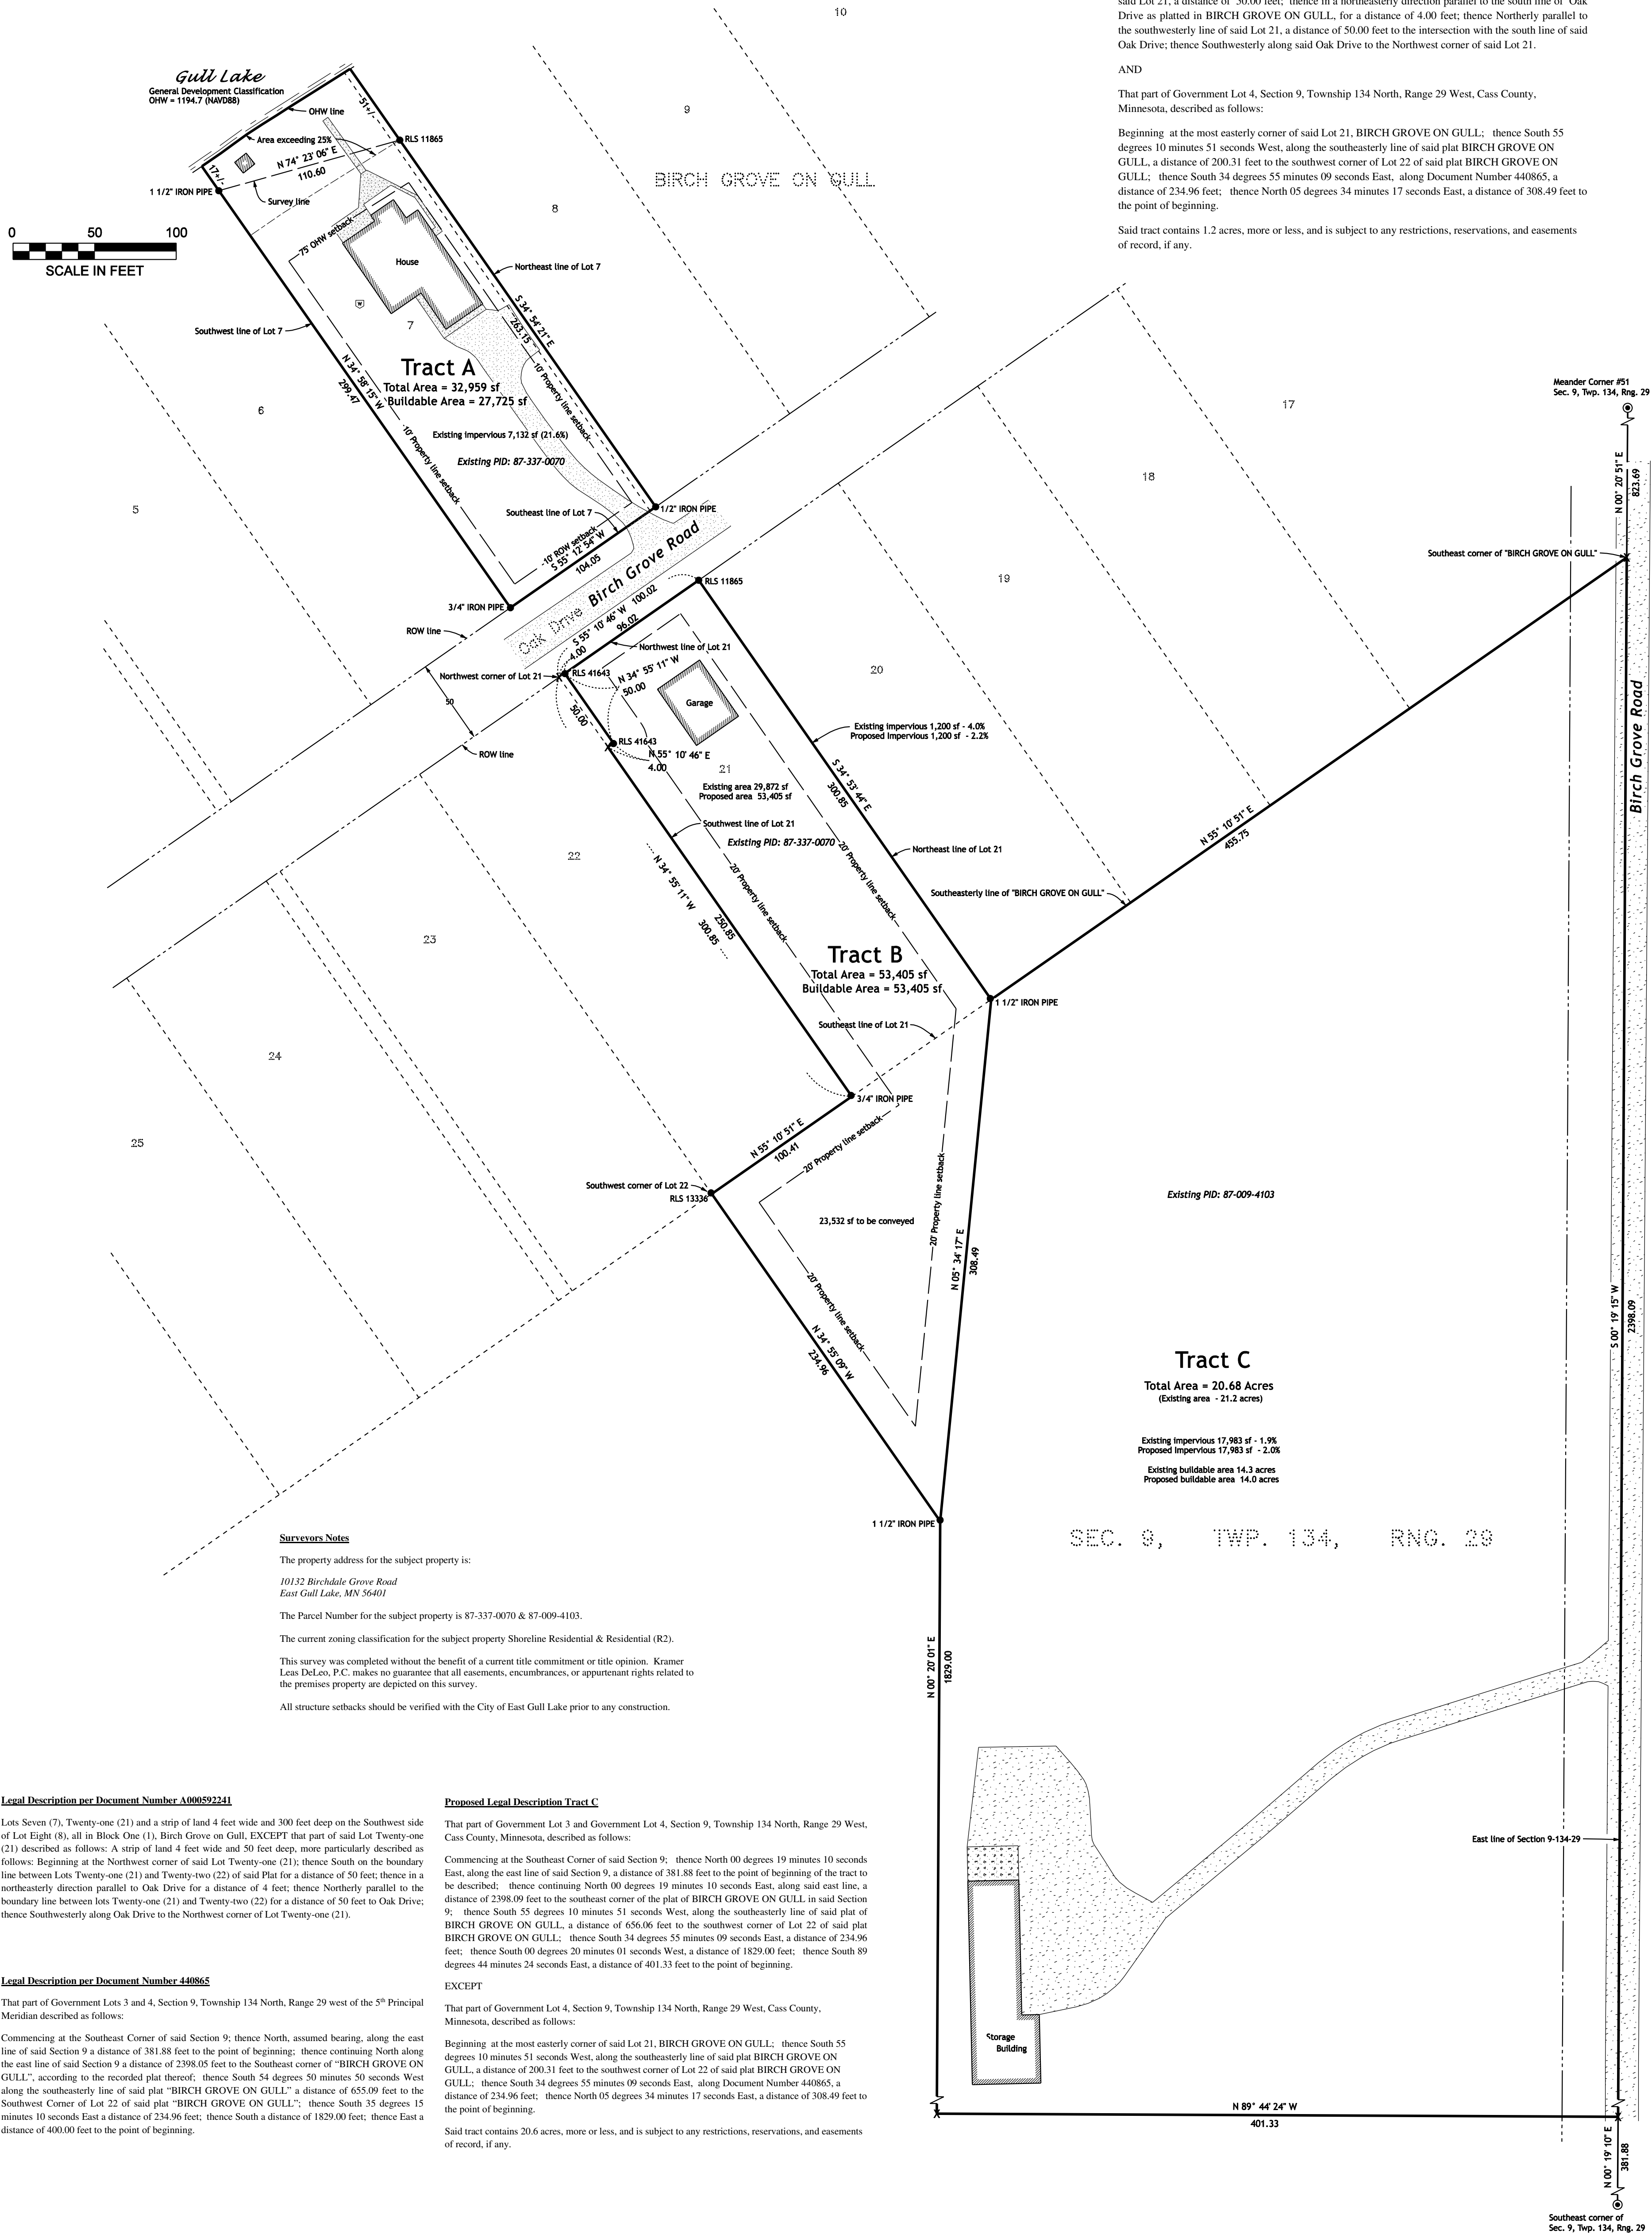 said Lot 21, a distance of 50.00 feet; thence in a northeasterly direction parallel to the south line of Oak
Drive as platted in BIRCH GROVE ON GULL, for a distance of 4.00 feet; thence Northerly parallel to
the southwesterly line of said Lot 21, a distance of 50.00 feet to the intersection with the south line of said
Oak Drive; thence Southwesterly along said Oak Drive to the Northwest corner of said Lot 21.
AND
That part of Government Lot 4, Section 9, Township 134 North, Range 29 West, Cass County,
Minnesota, described as follows:
Beginning at the most easterly corner of said Lot 21, BIRCH GROVE ON GULL; thence South 55
degrees 10 minutes 51 seconds West, along the southeasterly line of said plat BIRCH GROVE ON
GULL, a distance of 200.31 feet to the southwest corner of Lot 22 of said plat BIRCH GROVE ON
GULL; thence South 34 degrees 55 minutes 09 seconds East, along Document Number 440865, a
distance of 234.96 feet; thence North 05 degrees 34 minutes 17 seconds East, a distance of 308.49 feet to
the point of beginning.
Said tract contains 1.2 acres, more or less, and is subject to any restrictions, reservations, and easements
of record, if any.
10
Gull Lake
General Development Classification
OHW = 1194.7 (NAVD88)
OHW line
51+/-
Area exceeding 25%
RLS 11865
N 74° 23' 06" E
110.60
17+/-
1 1/2" IRON PIPE
Survey line
9
BIRCH GROVE ON GULL
8
0 50 100
SCALE IN FEET
75' OHW setback
House
Northeast line of Lot 7
S 34° 54' 21" E
263.15
W
7
Southwest line of Lot 7
Tract A
Total Area = 32,959 sf
Buildable Area = 27,725 sf
N 34° 58' 15" W
299.47
10' Property line setback
10' Property line setback
Existing impervious 7,132 sf (21.6%)
Existing PID: 87-337-0070
6
5
Southeast line of Lot 7
1/2" IRON PIPE
10' ROW setback
S 55° 12' 54" W
104.05
3/4" IRON PIPE
Oak Drive Birch Grove Road
ROW line
RLS 11865
S 55° 10' 46" W 100.02
96.02
4.00
Northwest line of Lot 21
Northwest corner of Lot 21
RLS 41643
N 34° 55' 11" W
50.00
50.00
50
Garage
RLS 41643
N 55° 10' 46" E
4.00
ROW line
21
Existing area 29,872 sf
Proposed area 53,405 sf
Existing impervious 1,200 sf - 4.0%
Proposed Impervious 1,200 sf - 2.2%
S 34° 53' 44" E
300.85
Southwest line of Lot 21
Existing PID: 87-337-0070
Northeast line of Lot 21
20' Property line setback
20' Property line setback
N 34° 55' 11" W 300.85
250.85
17
18
19
20
22
23
24
25
Meander Corner #51
Sec. 9, Twp. 134, Rng. 29
N 00° 20' 51" E
823.69
Southeast corner of "BIRCH GROVE ON GULL"
Birch Grove Road
N 55° 10' 51" E
455.75
Southeasterly line of "BIRCH GROVE ON GULL"
Tract B
Total Area = 53,405 sf
Buildable Area = 53,405 sf
1 1/2" IRON PIPE
Southeast line of Lot 21
3/4" IRON PIPE
N 55° 10' 51" E
100.41
20' Property line setback
Southwest corner of Lot 22
RLS 13336
23,532 sf to be conveyed
20' Property line setback
N 05° 34' 17" E
308.49
20' Property line setback
N 34° 55' 09" W
234.96
1 1/2" IRON PIPE
Existing PID: 87-009-4103
S 00° 19' 15" W
2398.09
Tract C
Total Area = 20.68 Acres
(Existing area - 21.2 acres)
Existing impervious 17,983 sf - 1.9%
Proposed Impervious 17,983 sf - 2.0%
Existing buildable area 14.3 acres
Proposed buildable area 14.0 acres
SEC. 9, TWP. 134, RNG. 29
Surveyors Notes
The property address for the subject property is:
10132 Birchdale Grove Road
East Gull Lake, MN 56401
The Parcel Number for the subject property is 87-337-0070 & 87-009-4103.
The current zoning classification for the subject property Shoreline Residential & Residential (R2).
This survey was completed without the benefit of a current title commitment or title opinion. Kramer
Leas DeLeo, P.C. makes no guarantee that all easements, encumbrances, or appurtenant rights related to
the premises property are depicted on this survey.
All structure setbacks should be verified with the City of East Gull Lake prior to any construction.
N 00° 20' 01" E
1829.00
Legal Description per Document Number A000592241
Lots Seven (7), Twenty-one (21) and a strip of land 4 feet wide and 300 feet deep on the Southwest side
of Lot Eight (8), all in Block One (1), Birch Grove on Gull, EXCEPT that part of said Lot Twenty-one
(21) described as follows: A strip of land 4 feet wide and 50 feet deep, more particularly described as
follows: Beginning at the Northwest corner of said Lot Twenty-one (21); thence South on the boundary
line between Lots Twenty-one (21) and Twenty-two (22) of said Plat for a distance of 50 feet; thence in a
northeasterly direction parallel to Oak Drive for a distance of 4 feet; thence Northerly parallel to the
boundary line between lots Twenty-one (21) and Twenty-two (22) for a distance of 50 feet to Oak Drive;
thence Southwesterly along Oak Drive to the Northwest corner of Lot Twenty-one (21).
Legal Description per Document Number 440865
That part of Government Lots 3 and 4, Section 9, Township 134 North, Range 29 west of the 5th Principal
Meridian described as follows:
Commencing at the Southeast Corner of said Section 9; thence North, assumed bearing, along the east
line of said Section 9 a distance of 381.88 feet to the point of beginning; thence continuing North along
the east line of said Section 9 a distance of 2398.05 feet to the Southeast corner of “BIRCH GROVE ON
GULL”, according to the recorded plat thereof; thence South 54 degrees 50 minutes 50 seconds West
along the southeasterly line of said plat “BIRCH GROVE ON GULL” a distance of 655.09 feet to the
Southwest Corner of Lot 22 of said plat “BIRCH GROVE ON GULL”; thence South 35 degrees 15
minutes 10 seconds East a distance of 234.96 feet; thence South a distance of 1829.00 feet; thence East a
distance of 400.00 feet to the point of beginning.
Proposed Legal Description Tract C
That part of Government Lot 3 and Government Lot 4, Section 9, Township 134 North, Range 29 West,
Cass County, Minnesota, described as follows:
Commencing at the Southeast Corner of said Section 9; thence North 00 degrees 19 minutes 10 seconds
East, along the east line of said Section 9, a distance of 381.88 feet to the point of beginning of the tract to
be described; thence continuing North 00 degrees 19 minutes 10 seconds East, along said east line, a
distance of 2398.09 feet to the southeast corner of the plat of BIRCH GROVE ON GULL in said Section
9; thence South 55 degrees 10 minutes 51 seconds West, along the southeasterly line of said plat of
BIRCH GROVE ON GULL, a distance of 656.06 feet to the southwest corner of Lot 22 of said plat
BIRCH GROVE ON GULL; thence South 34 degrees 55 minutes 09 seconds East, a distance of 234.96
feet; thence South 00 degrees 20 minutes 01 seconds West, a distance of 1829.00 feet; thence South 89
degrees 44 minutes 24 seconds East, a distance of 401.33 feet to the point of beginning.
EXCEPT
That part of Government Lot 4, Section 9, Township 134 North, Range 29 West, Cass County,
Minnesota, described as follows:
Beginning at the most easterly corner of said Lot 21, BIRCH GROVE ON GULL; thence South 55
degrees 10 minutes 51 seconds West, along the southeasterly line of said plat BIRCH GROVE ON
GULL, a distance of 200.31 feet to the southwest corner of Lot 22 of said plat BIRCH GROVE ON
GULL; thence South 34 degrees 55 minutes 09 seconds East, along Document Number 440865, a
distance of 234.96 feet; thence North 05 degrees 34 minutes 17 seconds East, a distance of 308.49 feet to
the point of beginning.
Said tract contains 20.6 acres, more or less, and is subject to any restrictions, reservations, and easements
of record, if any.
East line of Section 9-134-29
Storage
Building
N 89° 44' 24" W
401.33
N 00° 19' 10" E
381.88
Southeast corner of
Sec. 9, Twp. 134, Rng. 29